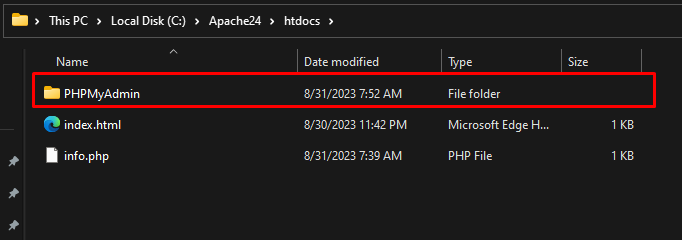 This PC > Local Disk (C:) > Apache24 > htdocs >
Name Date modified Type Size
PHPMyAdmin 8/31/2023 7:52 AM File folder
index.html 8/30/2023 11:42 PM Microsoft Edge H... 1 KB
info.php 8/31/2023 7:39 AM PHP File 1 KB